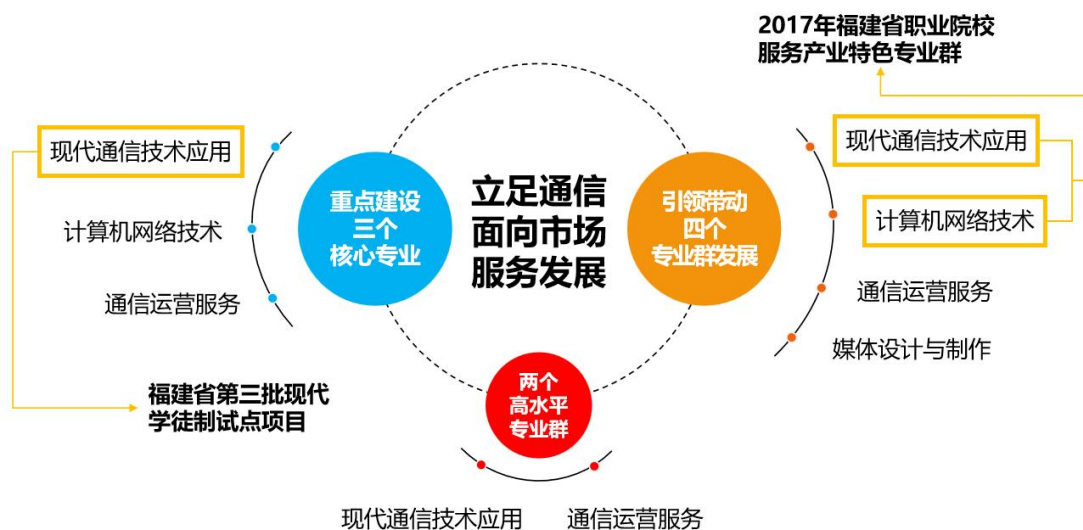 2017年福建省职业院校
服务产业特色专业群
现代通信技术应用
计算机网络技术
通信运营服务
福建省第三批现代
学徒制试点项目
重点建设
三个
核心专业
立足通信
面向市场
服务发展
引领带动
四个
专业群发展
现代通信技术应用
计算机网络技术
通信运营服务
媒体设计与制作
两个
高水平
专业群
现代通信技术应用
通信运营服务